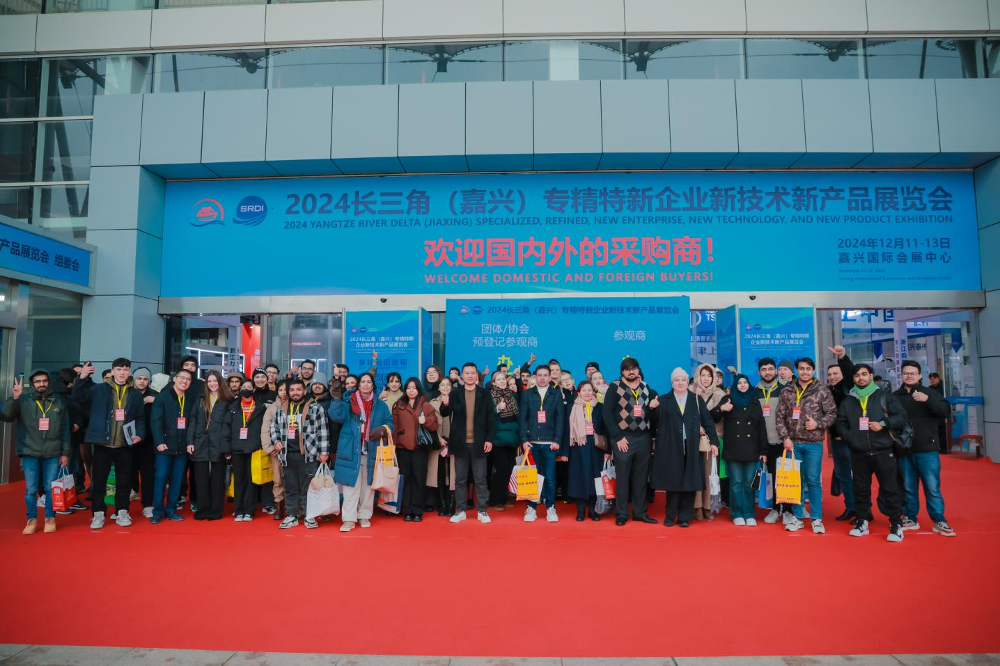 2024长三角（嘉兴）专精特新企业新技术新产品展览会
SRDI
2024 YANGTZE RIVER DELTA (JIAXING) SPECIALIZED, REFINED, NEW ENTERPRISE, NEW TECHNOLOGY, AND NEW PRODUCT EXHIBITION
欢迎国内外的采购商！
WELCOME DOMESTIC AND FOREIGN BUYERS!
2024年12月11-13日
嘉兴国际会展中心
December 11-13, 2024
Jiaxing International Convention and Exhibition Center
产品展览会 组委会
2024长三角（嘉兴）专精特新企业新技术新产品展览会
团体/协会
预登记参观商
参观商
2024长三角（嘉兴）专精特新
企业新技术新产品展览会
参观登记流程
2024长三角（嘉兴）专精特新
企业新技术新产品展览会
B-T1